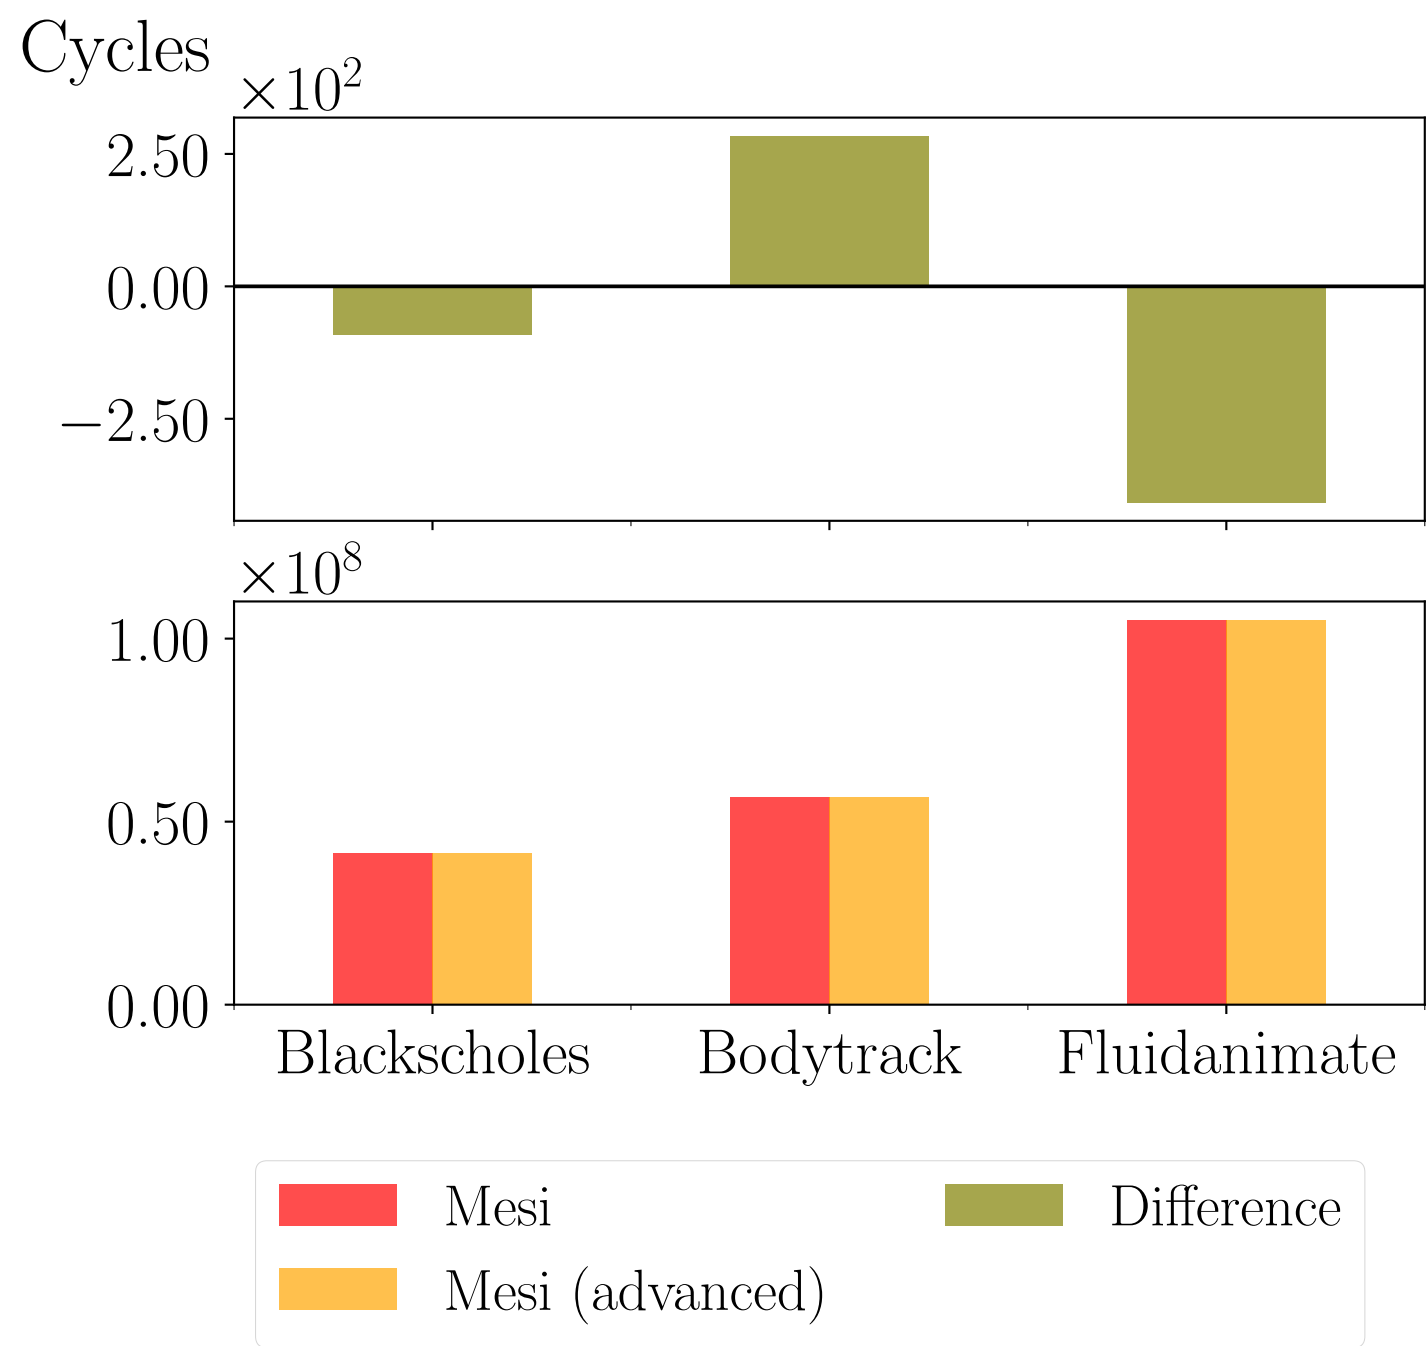 Cycles
×10²
2.50
0.00
−2.50
×10⁸
1.00
0.50
0.00
Blackscholes Bodytrack Fluidanimate
Mesi Difference
Mesi (advanced)